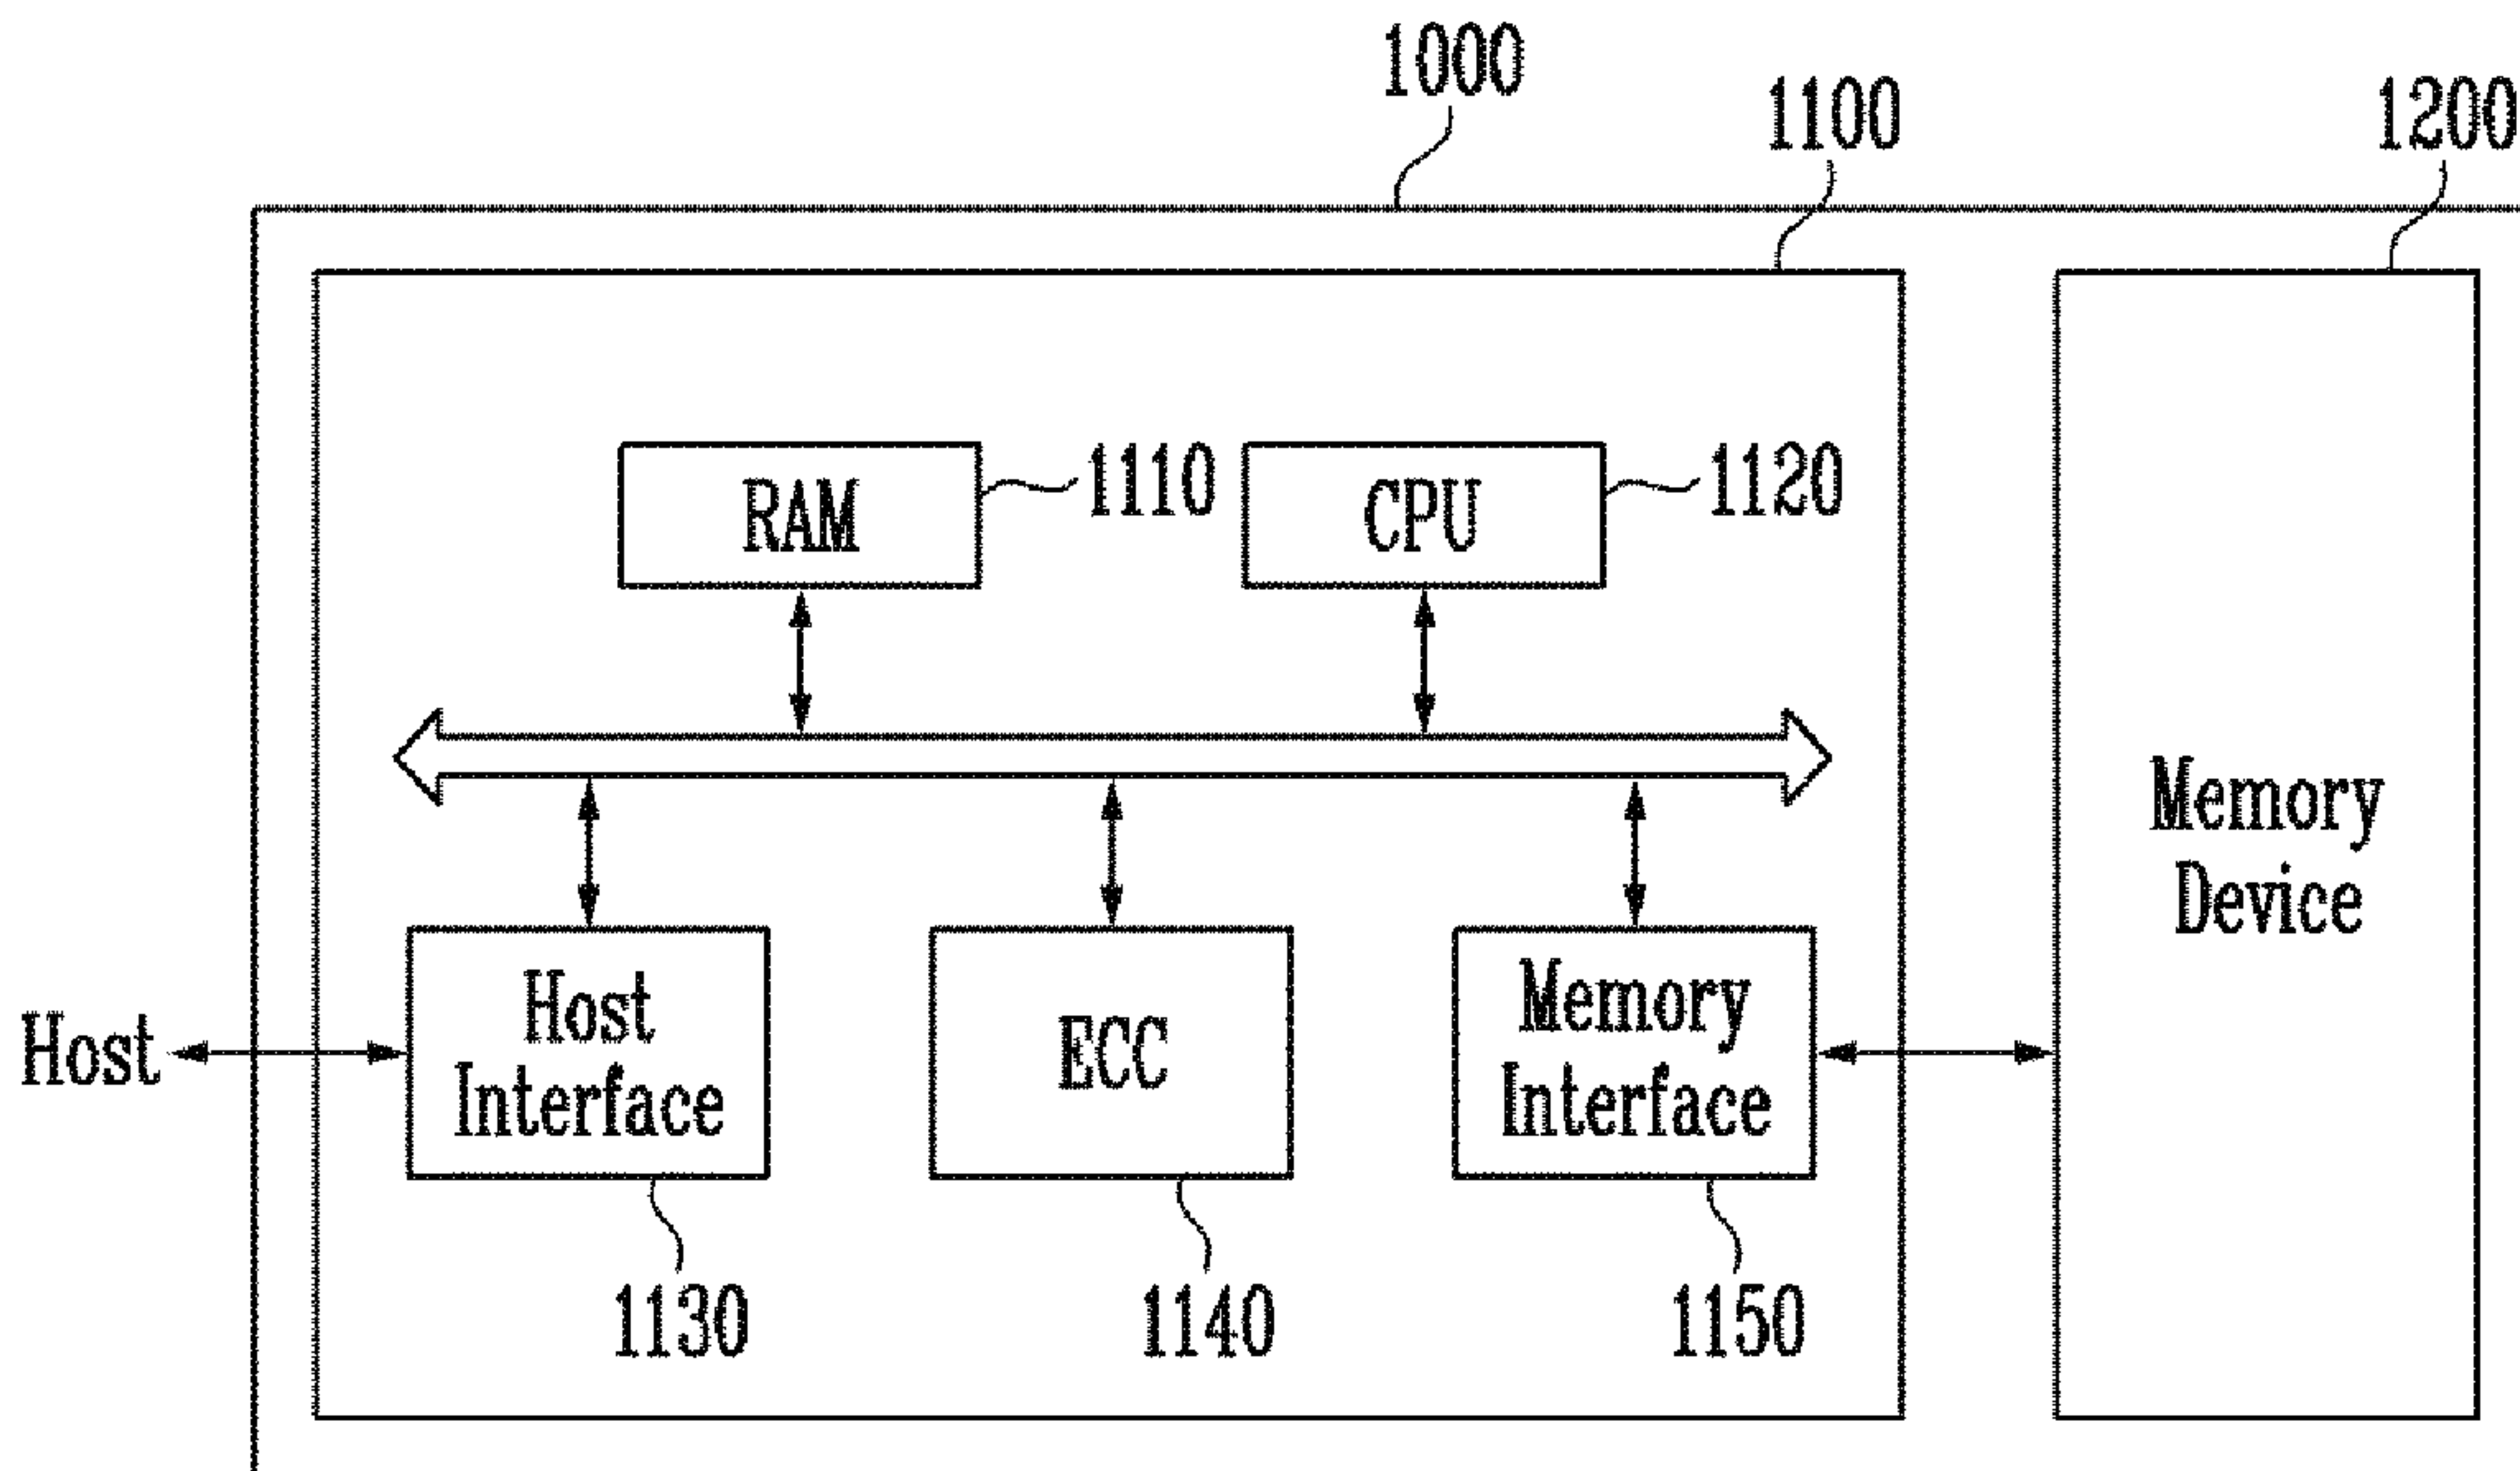 1000
1100
1200
RAM
1110
CPU
1120
Memory
Device
Host
Host
Interface
ECC
Memory
Interface
1130
1140
1150